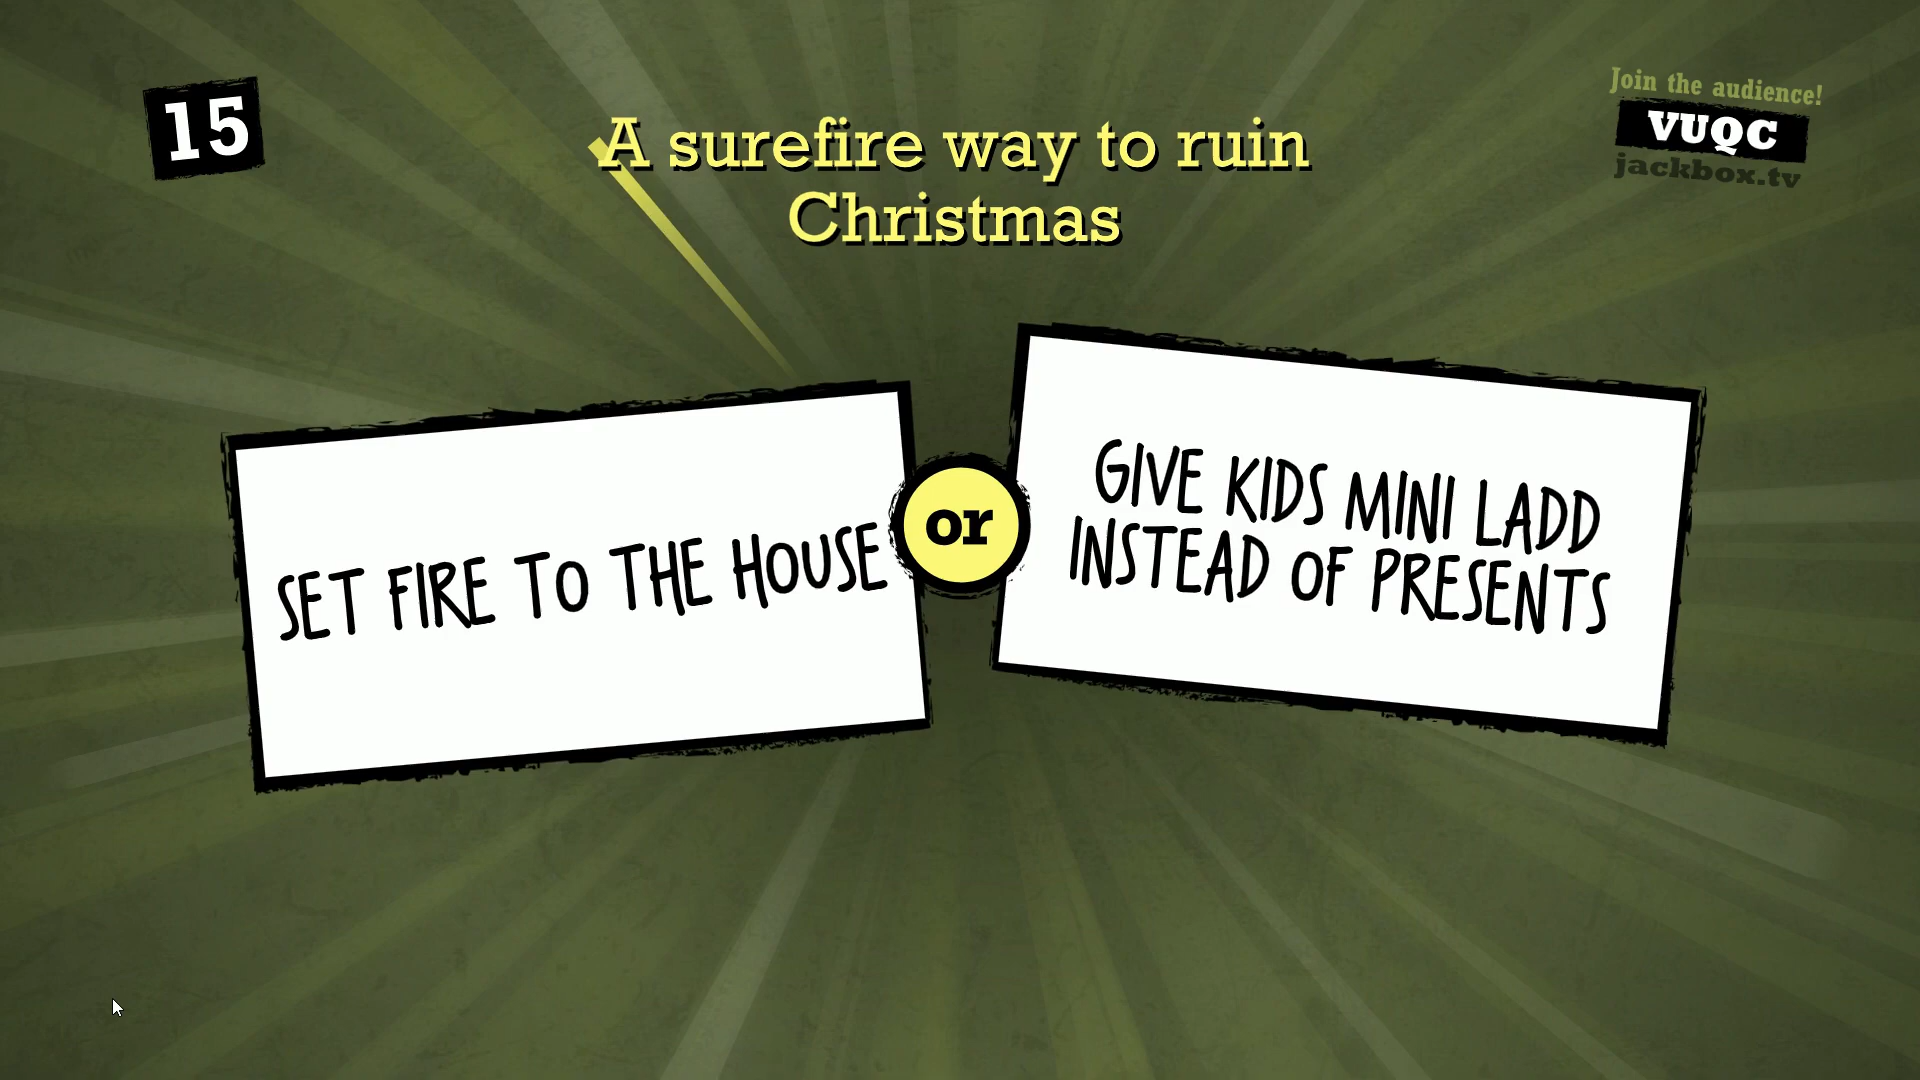 15
Join the audience!
VUQC
jackbox.tv
A surefire way to ruin
Christmas
SET FIRE TO THE HOUSE
or
GIVE KIDS MINI LADD
INSTEAD OF PRESENTS